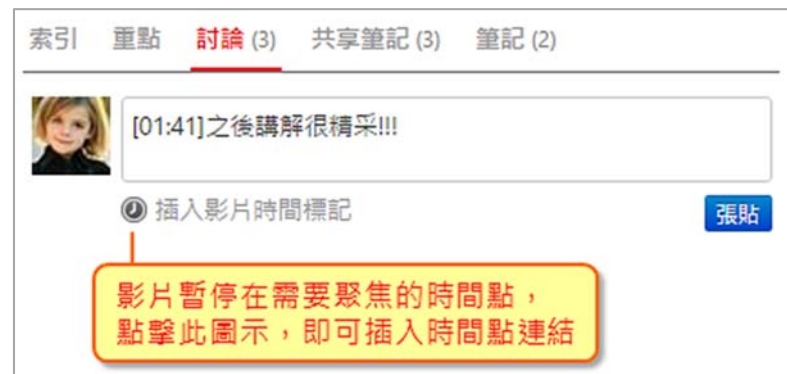 索引 重點 討論 (3) 共享筆記 (3) 筆記 (2)
[01:41]之後講解很精采!!!
插入影片時間標記
張貼
影片暫停在需要聚焦的時間點，
點擊此圖示，即可插入時間點連結